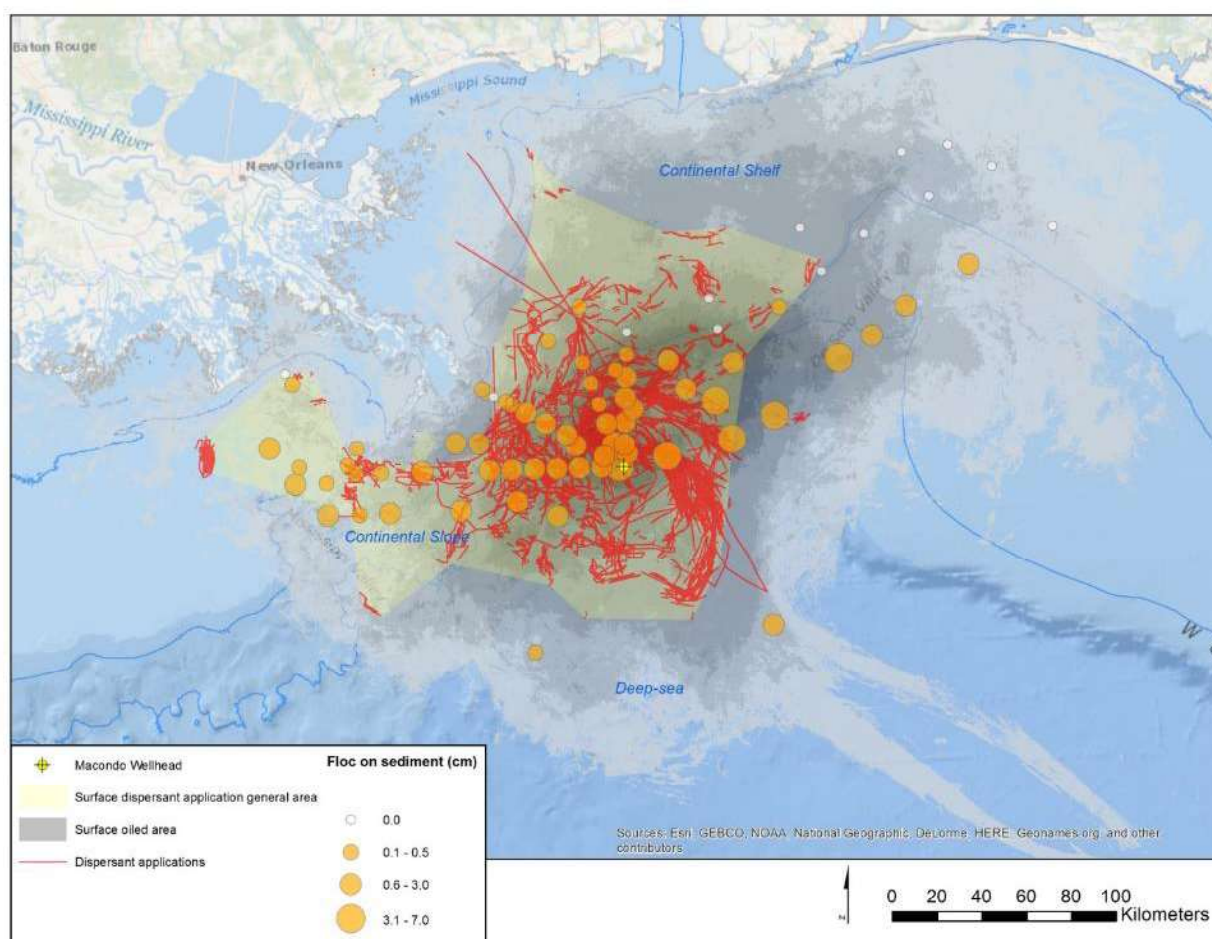 Baton Rouge
Mississippi Sound
Mississippi River
New Orleans
Continental Shelf
Valley
Continental Slope
Deep-sea
W
Sources: Esri, GEBCO, NOAA, National Geographic, DeLorme, HERE, Geonames.org, and other
contributors
Macondo Wellhead
Surface dispersant application general area
Surface oiled area
Dispersant applications
Floc on sediment (cm)
0.0
0.1 - 0.5
0.6 - 3.0
3.1 - 7.0
N
0 20 40 60 80 100
Kilometers